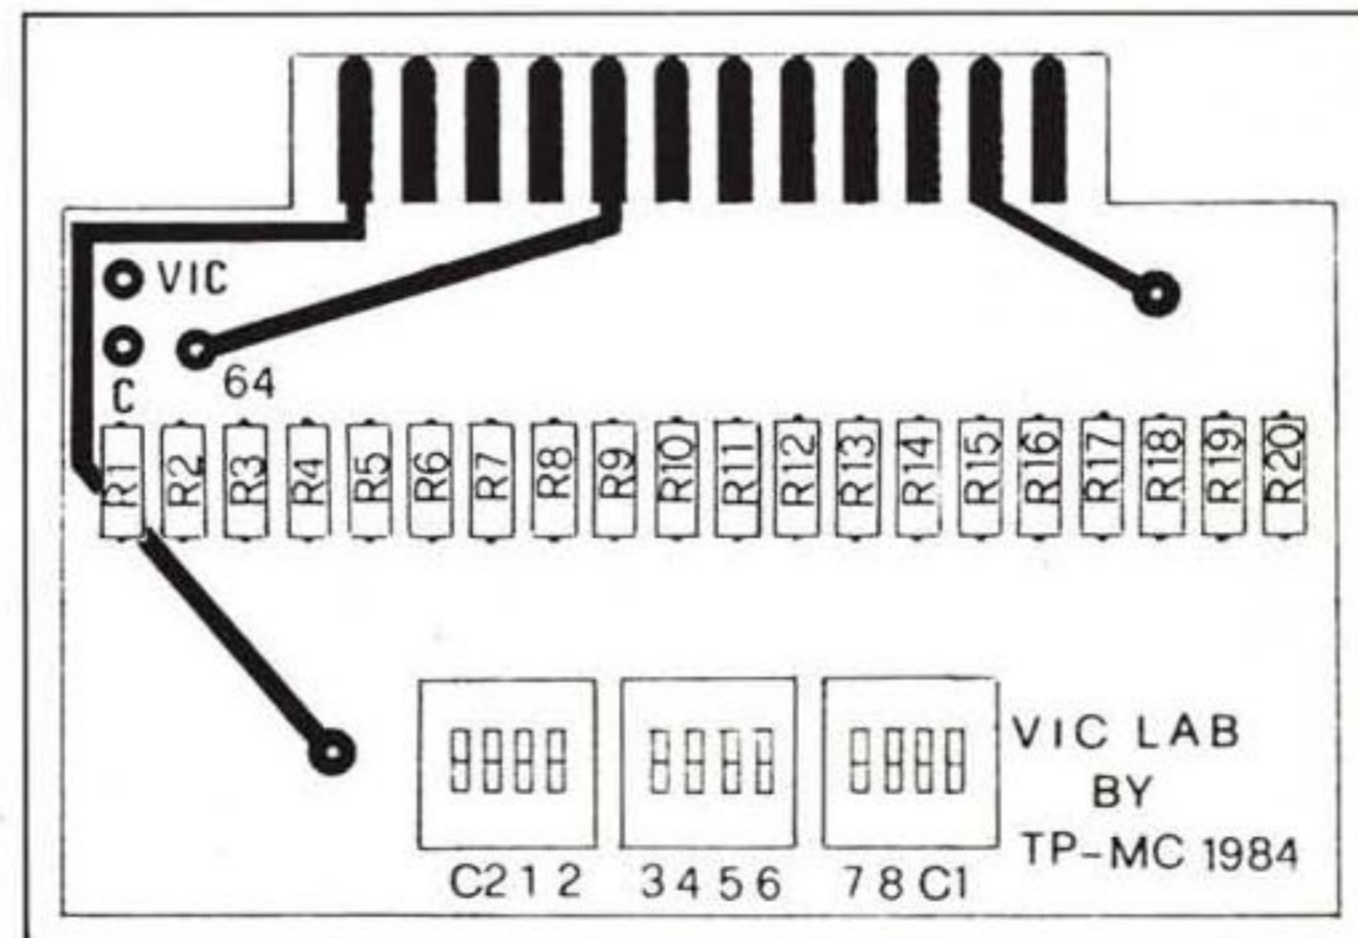 VIC
C
64
R1 R2 R3 R4 R5 R6 R7 R8 R9 R10 R11 R12 R13 R14 R15 R16 R17 R18 R19 R20
VIC LAB
BY
TP-MC 1984
C2 1 2 3 4 5 6 7 8 C1